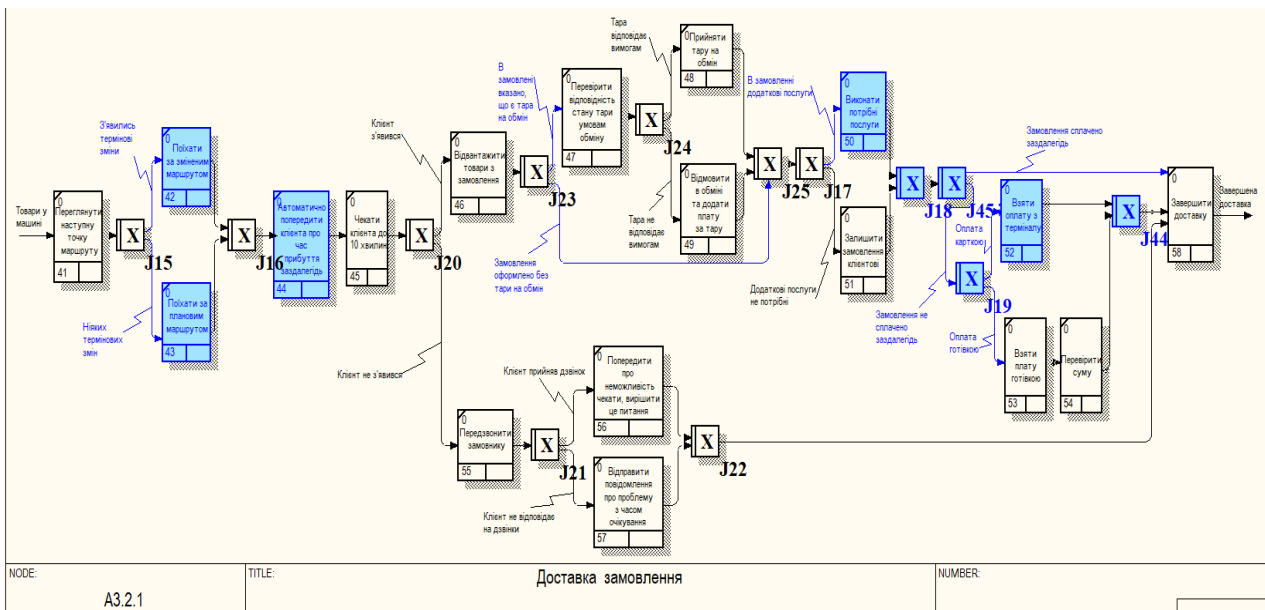 Товари у
машині
0
Переглянути
наступну
точку
маршруту
41
X
J15
З'явились
термінові
зміни
0
Поїхати
за зміненим
маршрутом
42
Ніяких
термінових
змін
0
Поїхати за
плановим
маршрутом
43
X
J16
0
Автоматично
попередити
клієнта про
час
прибуття
заздалегідь
44
0
Чекати
клієнта до
10 хвилин
45
X
J20
Клієнт
з'явився
Клієнт не з'явився
0
Відвантажити
товари з
замовлення
46
X
J23
В
замовлені
вказано,
що є тара
на обмін
Замовлення
оформлено без
тари на обмін
0
Перевірити
відповідність
стану тари
умовам
обміну
47
X
J24
Тара
відповідає
вимогам
0
Прийняти
тару на
обмін
48
Тара не
відповідає
вимогам
0
Відмовити
в обміні
та додати
плату
за тару
49
X
J25
X
J17
В замовленні
додаткові послуги
0
Виконати
потрібні
послуги
50
Додаткові послуги
не потрібні
0
Залишити
замовлення
клієнтові
51
X
J18
X
J45
Замовлення сплачено
заздалегідь
Замовлення не
сплачено
заздалегідь
X
J19
Оплата
карткою
0
Взяти
оплату з
терміналу
52
Оплата
готівкою
0
Взяти
плату
готівкою
53
0
Перевірити
суму
54
X
J44
0
Завершити
доставку
58
Завершена
доставка
0
Передзвонити
замовнику
55
X
J21
Клієнт прийняв дзвінок
0
Попередити
про
неможливість
чекати, вирішити
це питання
56
Клієнт не відповідає
на дзвінки
0
Відправити
повідомлення
про проблему
з часом
очікування
57
X
J22
NODE:
A3.2.1
TITLE:
Доставка замовлення
NUMBER: